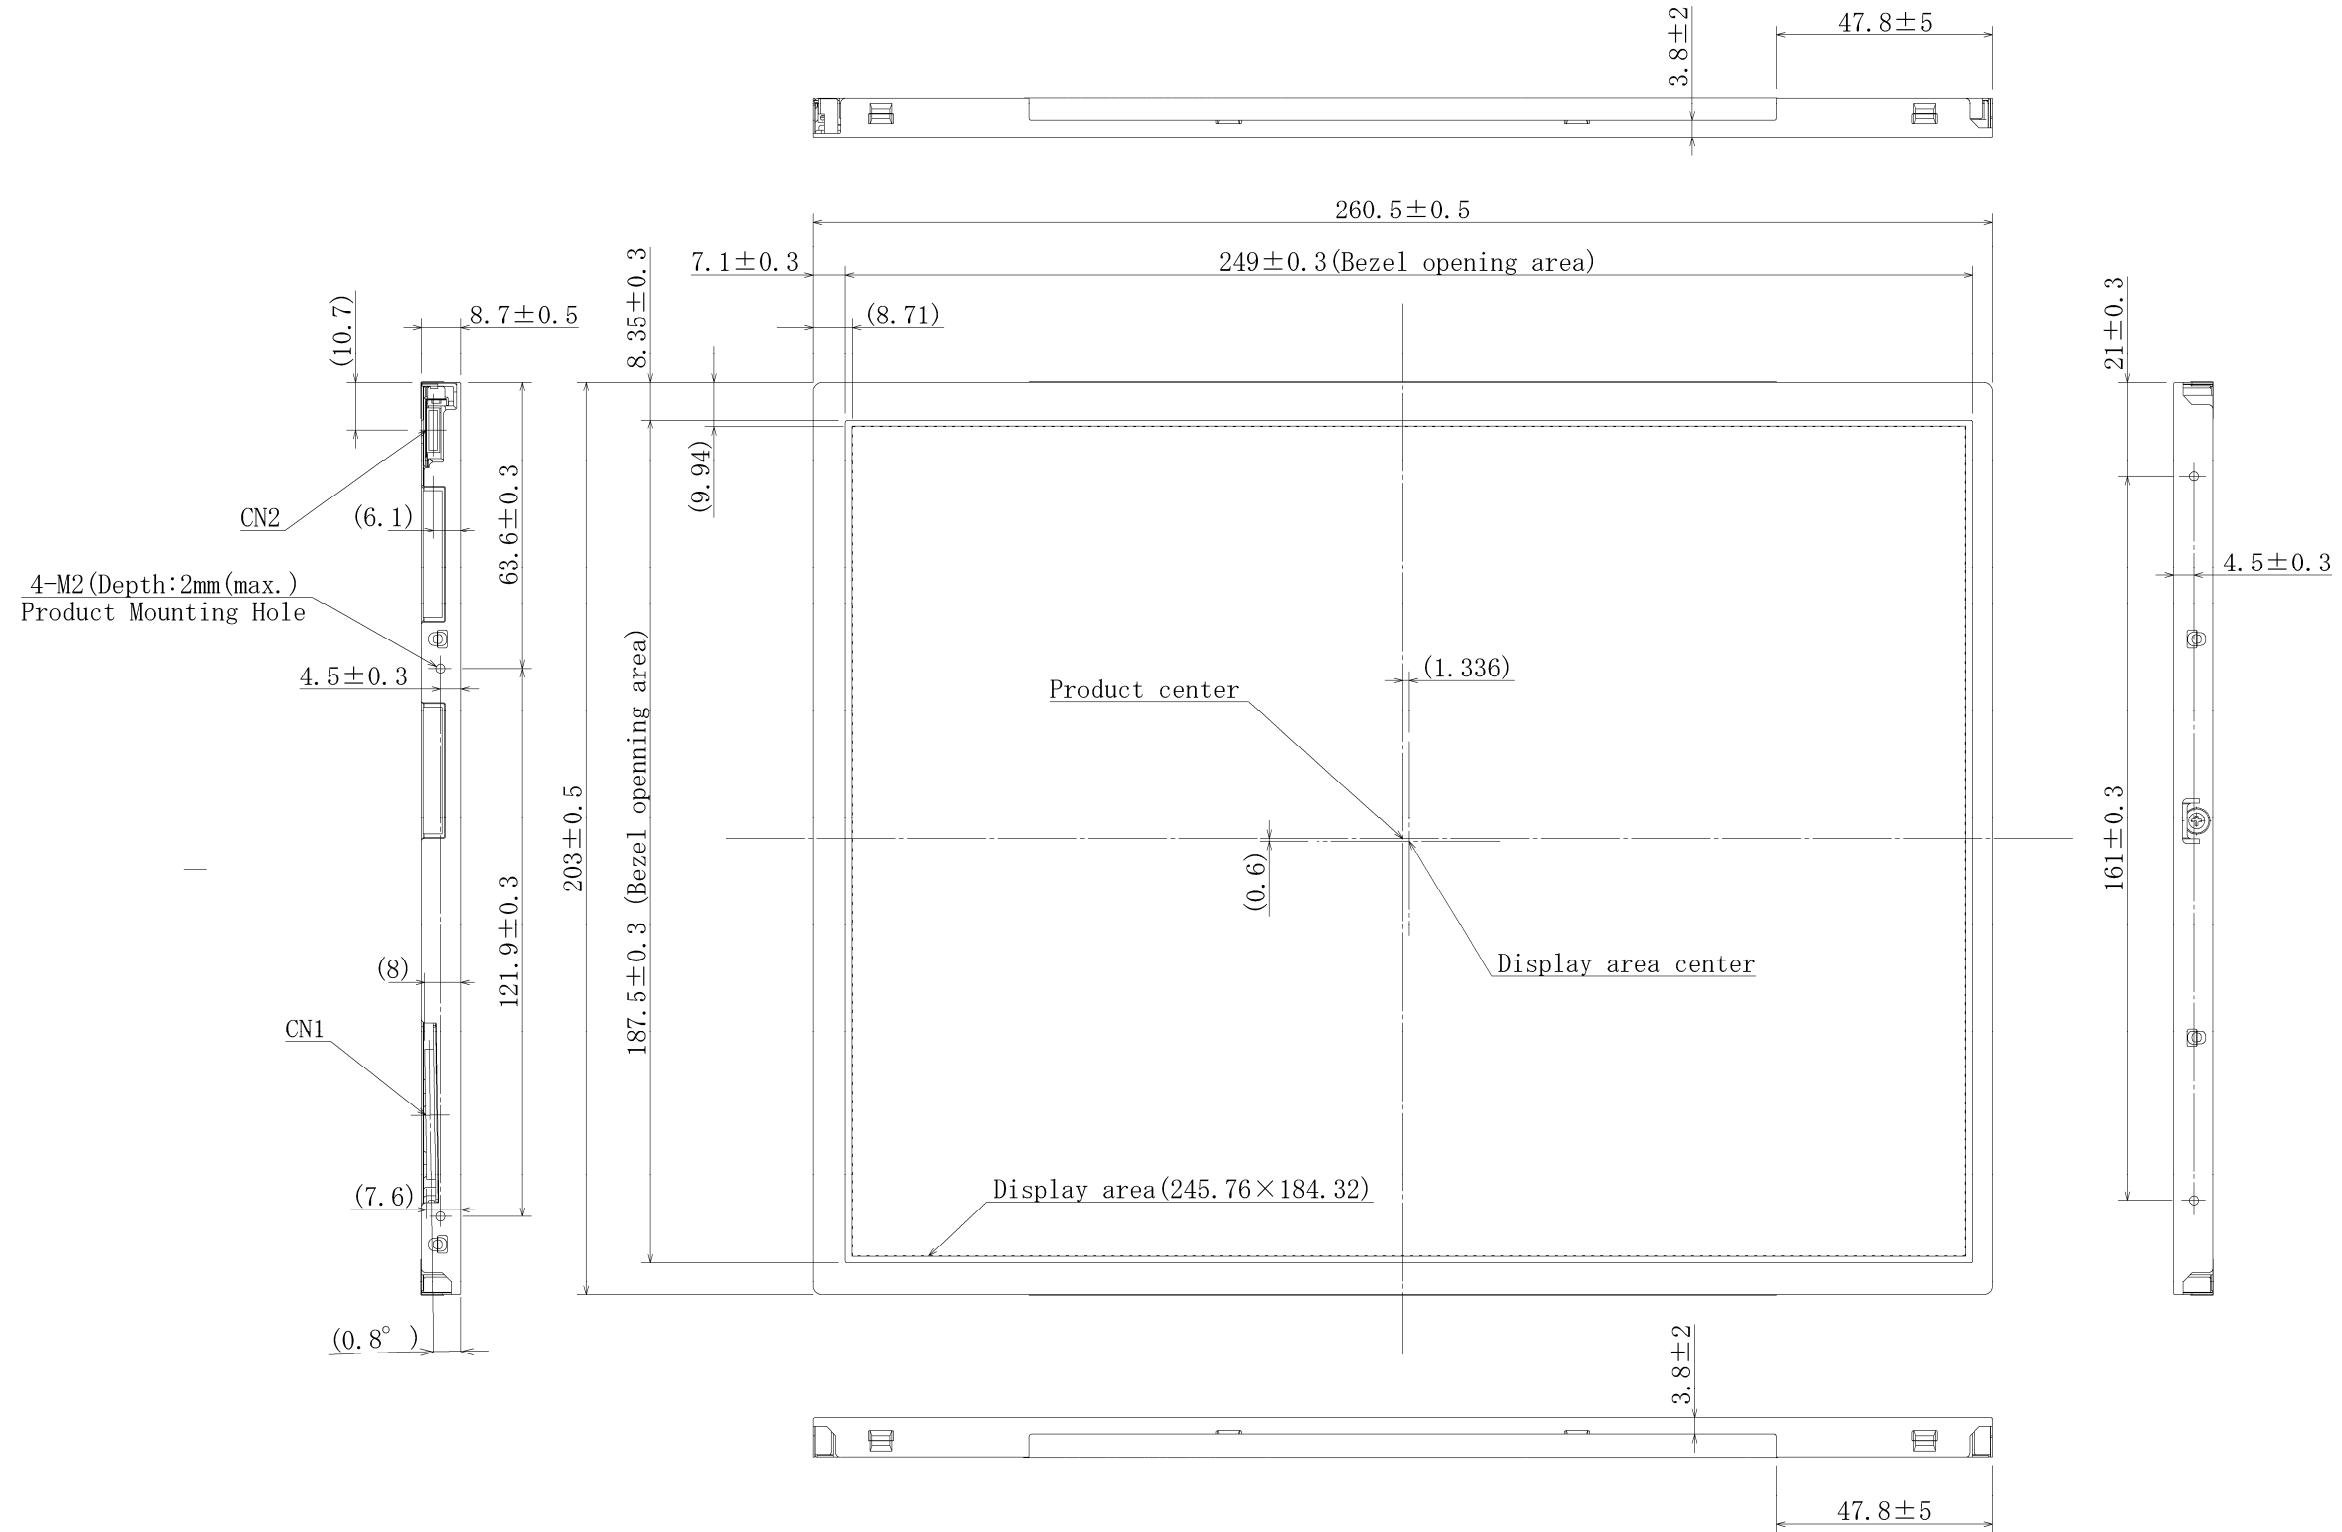 47.8±5
3.8±2
260.5±0.5
7.1±0.3
249±0.3(Bezel opening area)
8.35±0.3
(8.71)
(10.7)
8.7±0.5
21±0.3
(9.94)
63.6±0.3
CN2
(6.1)
4-M2(Depth:2mm(max.)
Product Mounting Hole
4.5±0.3
4.5±0.3
(1.336)
Product center
187.5±0.3 (Bezel openning area)
203±0.5
161±0.3
(0.6)
121.9±0.3
(8)
Display area center
CN1
(7.6)
Display area(245.76×184.32)
(0.8° )
3.8±2
47.8±5